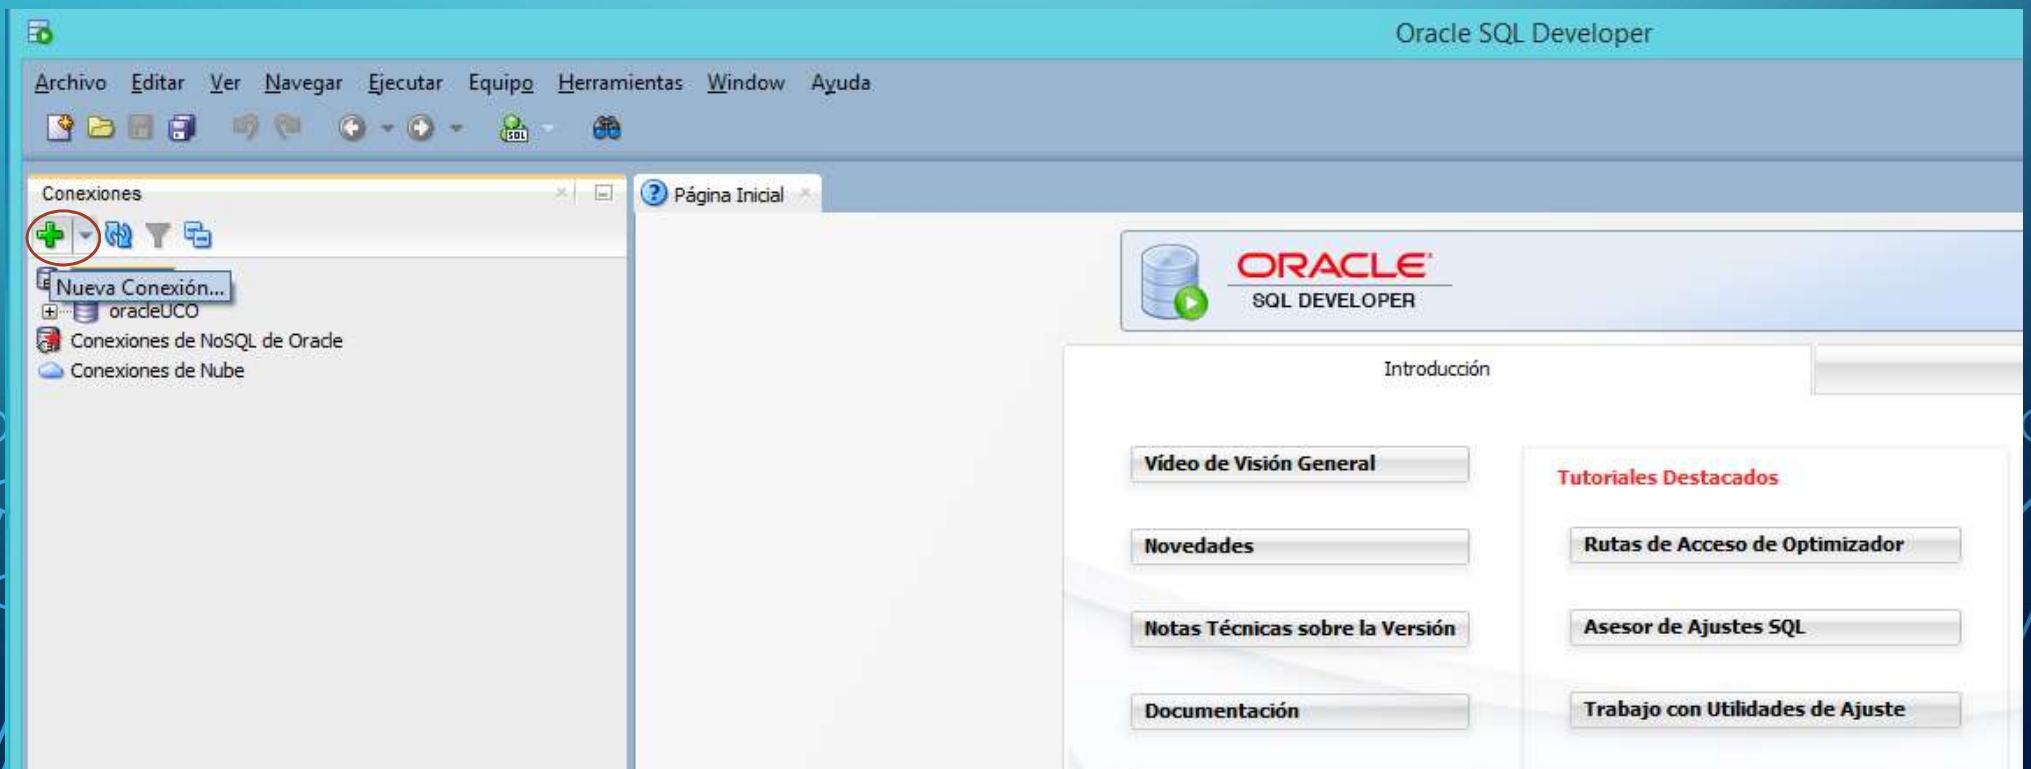 Oracle SQL Developer
Archivo Editar Ver Navegar Ejecutar Equipo Herramientas Window Ayuda
SQL
Conexiones
Página Inicial
Nueva Conexión...
oracleUCO
Conexiones de NoSQL de Oracle
Conexiones de Nube
ORACLE
SQL DEVELOPER
Introducción
Vídeo de Visión General
Novedades
Notas Técnicas sobre la Versión
Documentación
Tutoriales Destacados
Rutas de Acceso de Optimizador
Asesor de Ajustes SQL
Trabajo con Utilidades de Ajuste